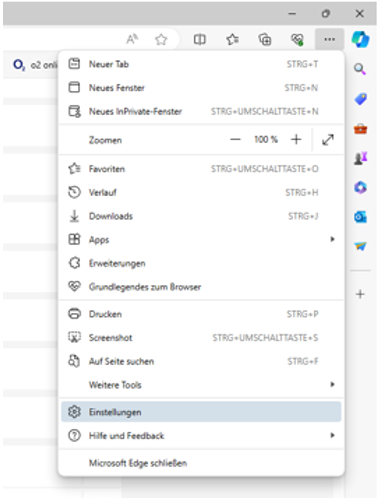 A
O₂ o2 onli
Neuer Tab STRG+T
Neues Fenster STRG+N
Neues InPrivate-Fenster STRG+UMSCHALTTASTE+N
Zoomen 100 %
Favoriten STRG+UMSCHALTTASTE+O
Verlauf STRG+H
Downloads STRG+J
Apps
Erweiterungen
Grundlegendes zum Browser
Drucken STRG+P
Screenshot STRG+UMSCHALTTASTE+S
Auf Seite suchen STRG+F
Weitere Tools
Einstellungen
Hilfe und Feedback
Microsoft Edge schließen